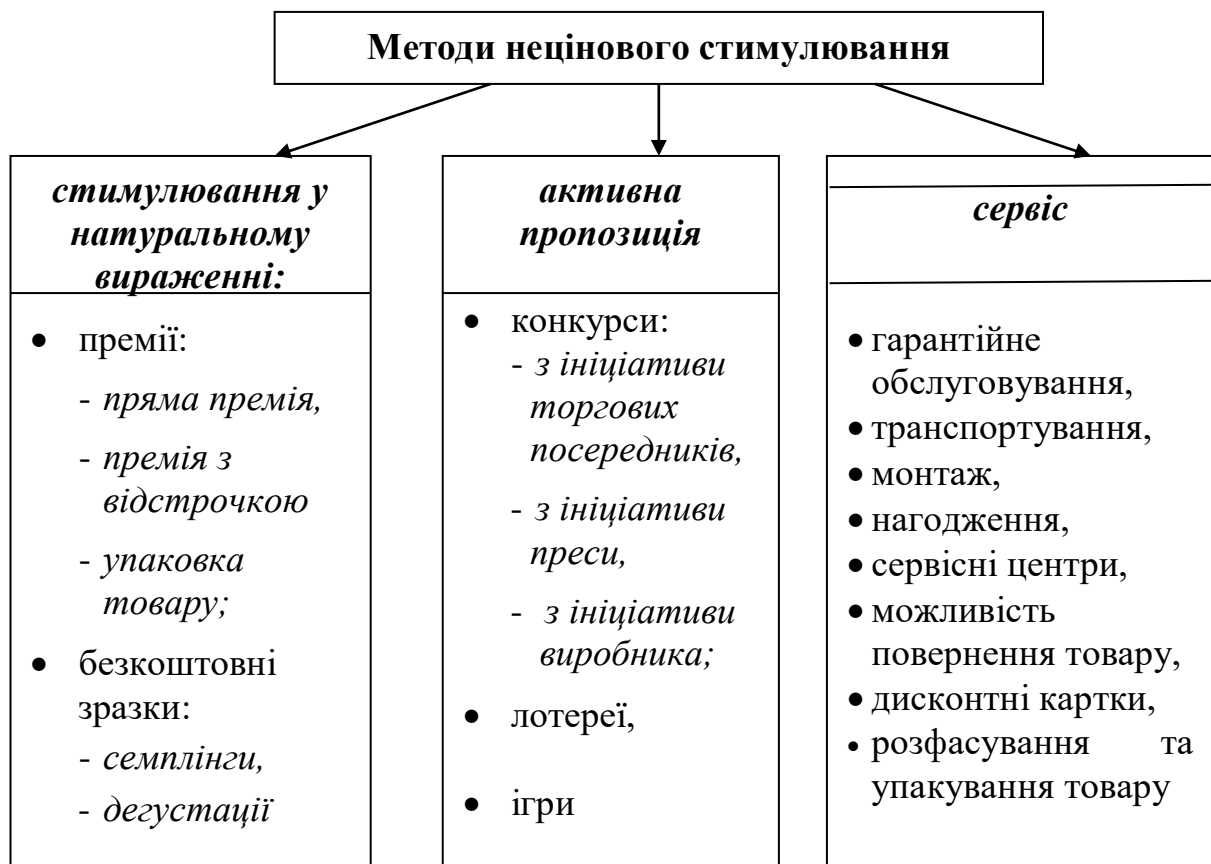 Методи нецінового стимулювання
стимулювання у
натуральному
вираженні:
• премії:
- пряма премія,
- премія з
відстрочкою
- упаковка
товару;
• безкоштовні
зразки:
- семплінги,
- дегустації
активна
пропозиція
• конкурси:
- з ініціативи
торгових
посередників,
- з ініціативи
преси,
- з ініціативи
виробника;
• лотереї,
• ігри
сервіс
• гарантійне
обслуговування,
• транспортування,
• монтаж,
• нагодження,
• сервісні центри,
• можливість
повернення товару,
• дисконтні картки,
• розфасування та
упакування товару